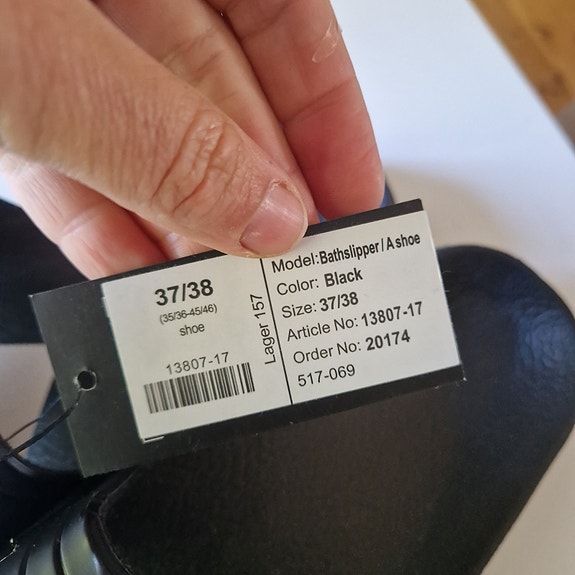 37/38
(35/36-45/46)
shoe
13807-17
Lager 157
Model:Bathslipper / A shoe
Color: Black
Size: 37/38
Article No: 13807-17
Order No: 20174
517-069